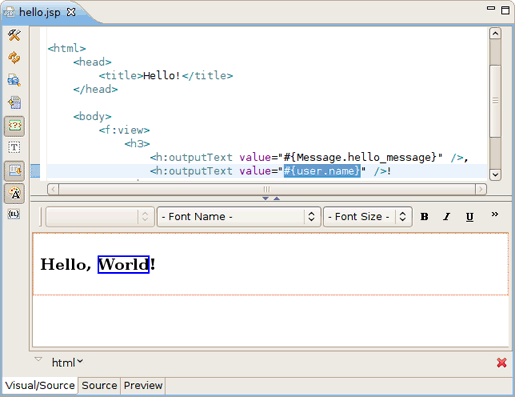 hello.jsp
<html>
<head>
<title>Hello!</title>
</head>
<body>
<f:view>
<h3>
<h:outputText value="#{Message.hello_message}" />,
<h:outputText value="#{user.name}" />!
- Font Name - - Font Size - B I U »
Hello, World!
html
Visual/Source Source Preview